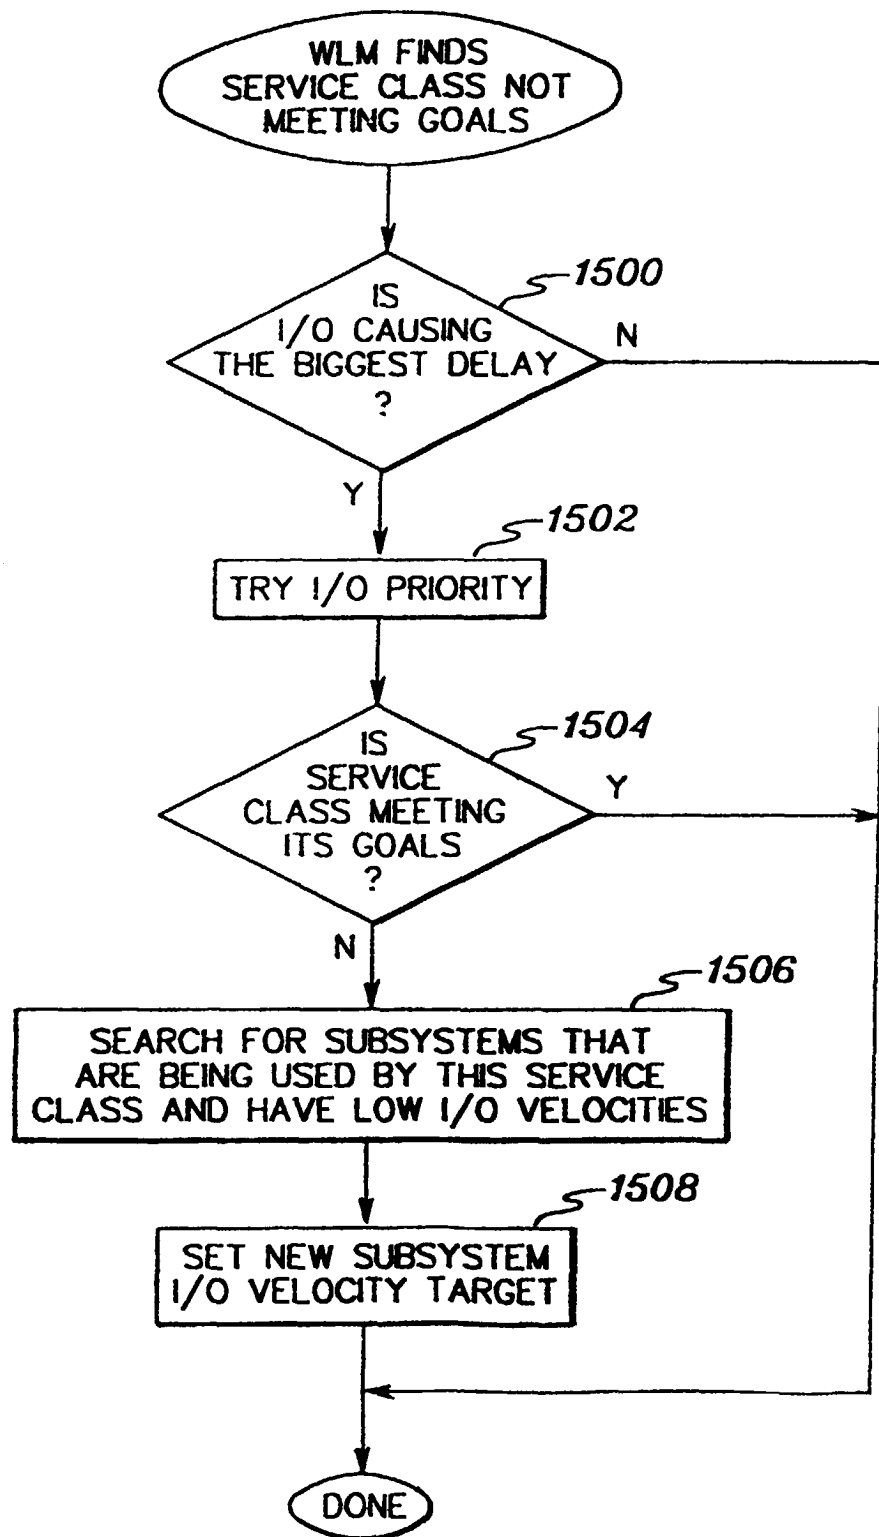 WLM FINDS
SERVICE CLASS NOT
MEETING GOALS
1500
IS
I/O CAUSING
THE BIGGEST DELAY
?
N
Y
1502
TRY I/O PRIORITY
1504
IS
SERVICE
CLASS MEETING
ITS GOALS
?
Y
N
1506
SEARCH FOR SUBSYSTEMS THAT
ARE BEING USED BY THIS SERVICE
CLASS AND HAVE LOW I/O VELOCITIES
1508
SET NEW SUBSYSTEM
I/O VELOCITY TARGET
DONE